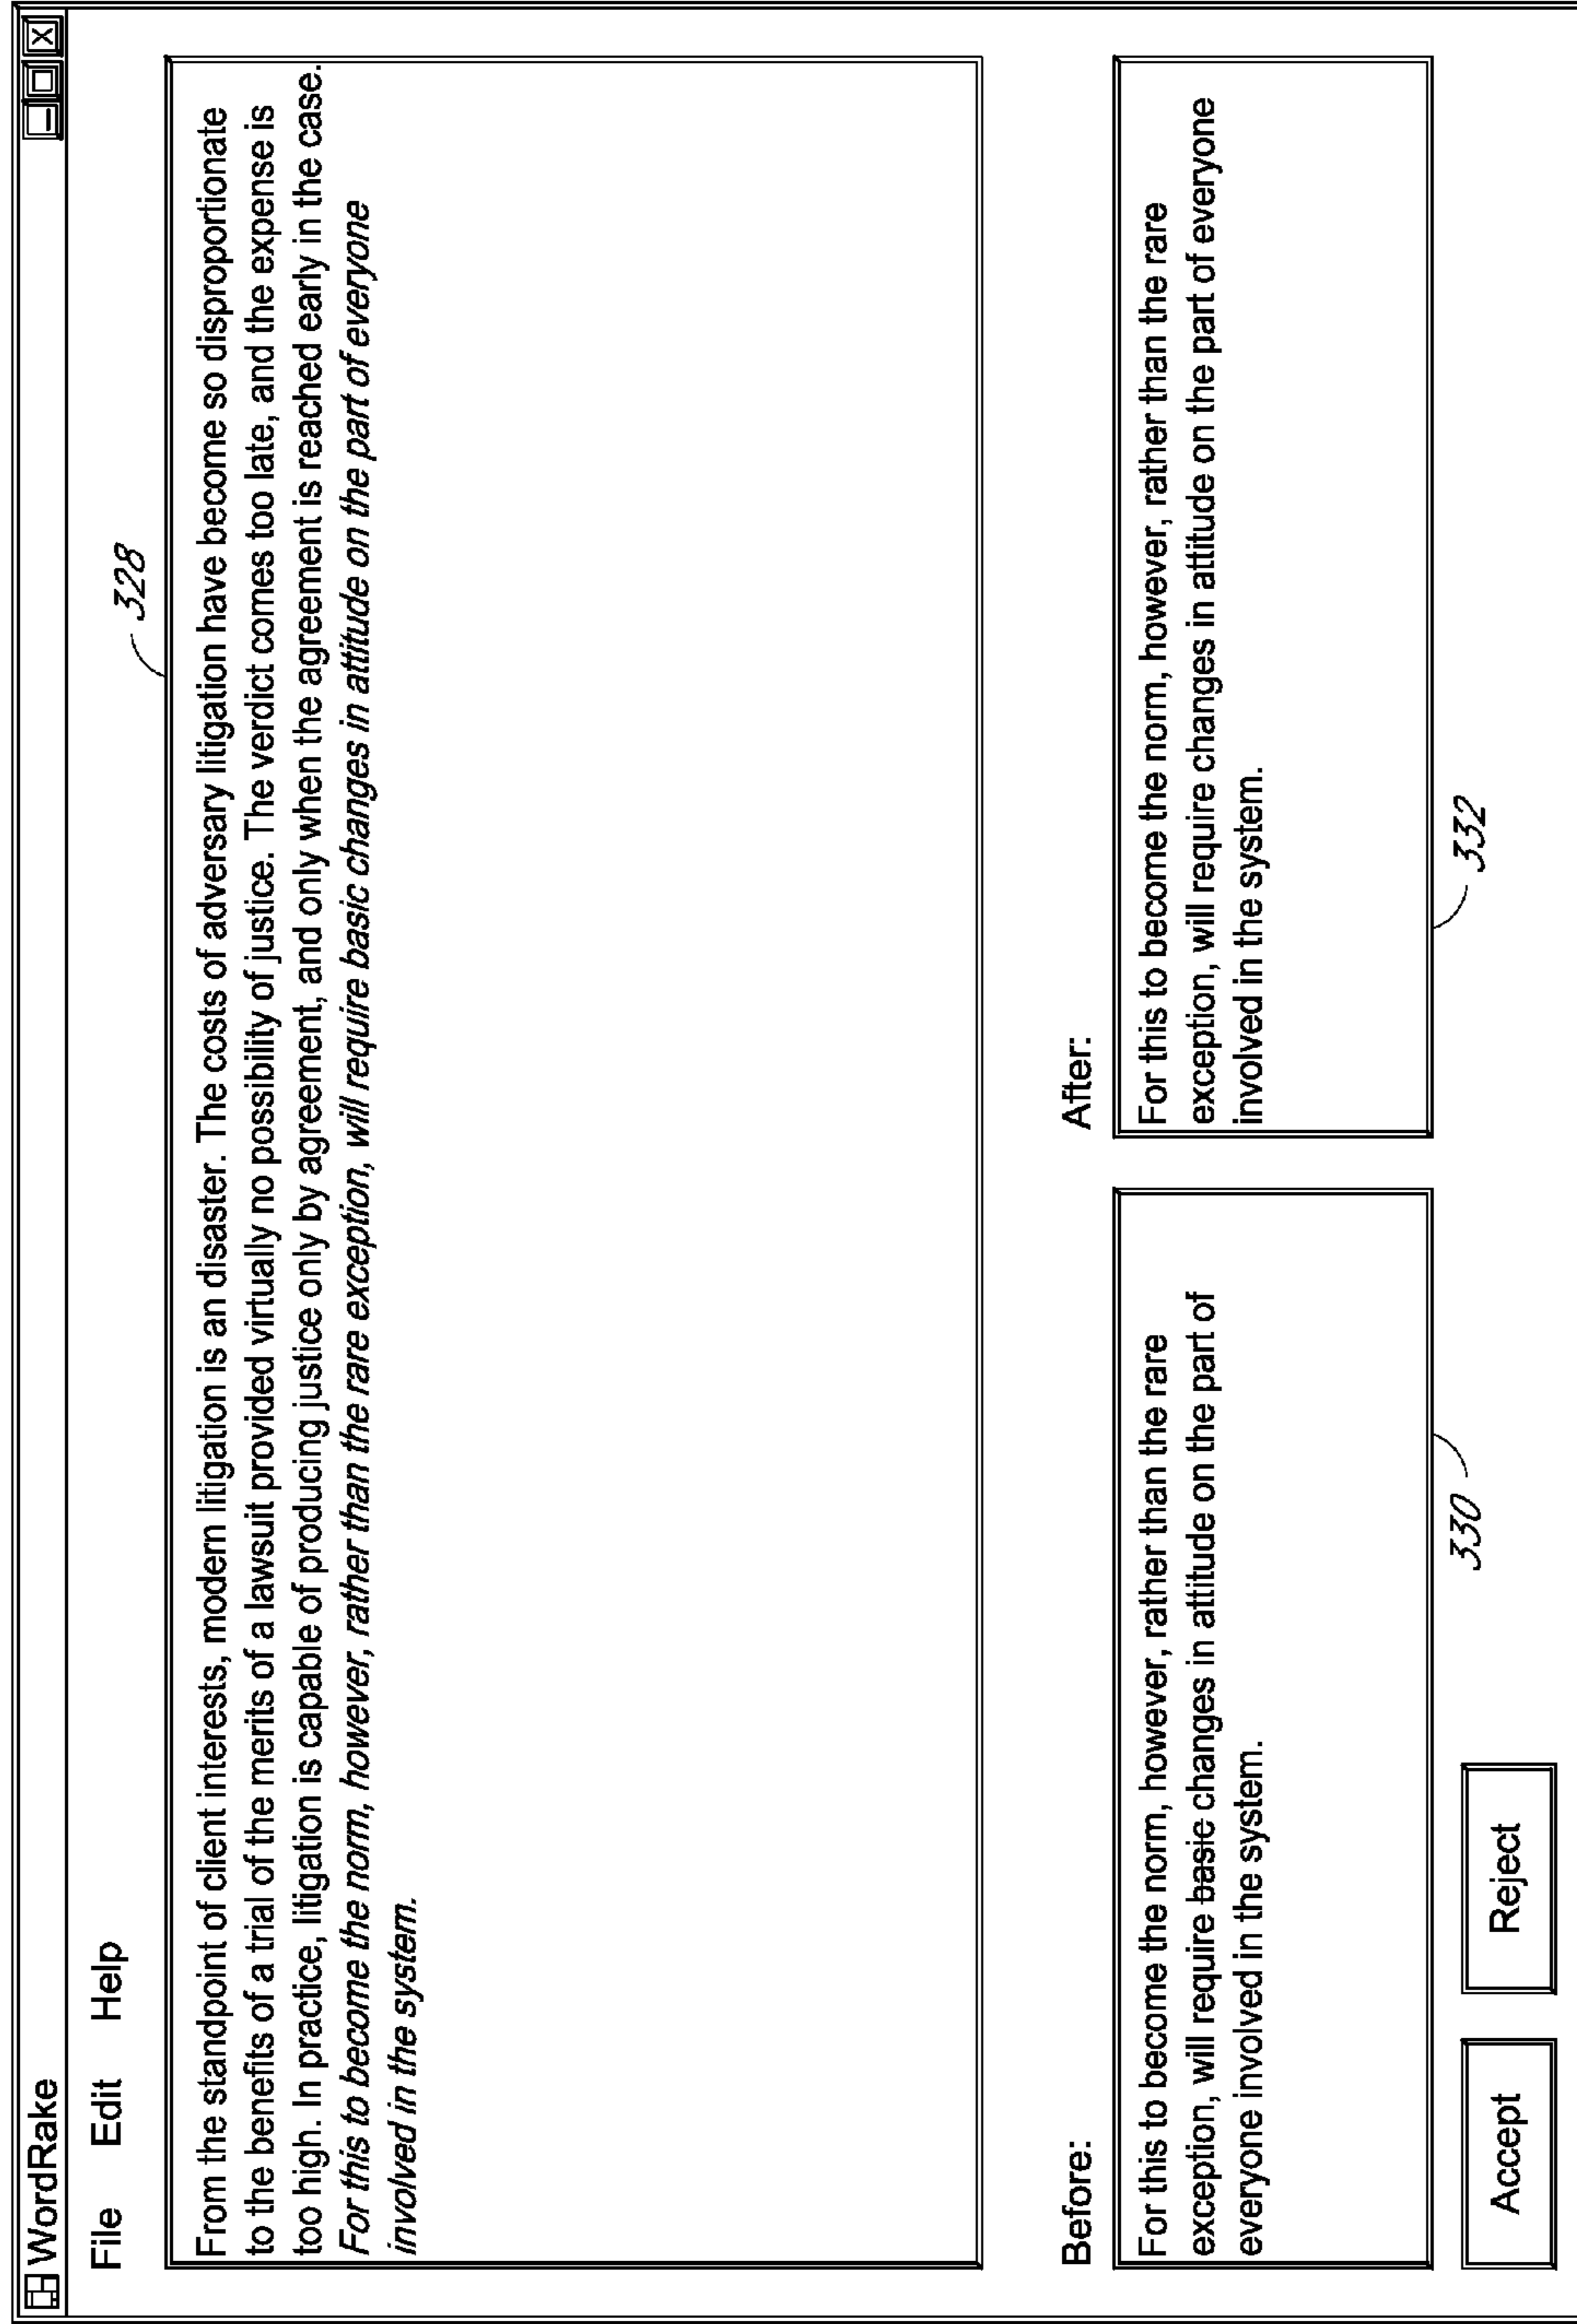 WordRake
File Edit Help
328
From the standpoint of client interests, modern litigation is an disaster. The costs of adversary litigation have become so disproportionate
to the benefits of a trial of the merits of a lawsuit provided virtually no possibility of justice. The verdict comes too late, and the expense is
too high. In practice, litigation is capable of producing justice only by agreement, and only when the agreement is reached early in the case.
For this to become the norm, however, rather than the rare exception, will require basic changes in attitude on the part of everyone
involved in the system.
Before:
For this to become the norm, however, rather than the rare
exception, will require basic changes in attitude on the part of
everyone involved in the system.
330
After:
For this to become the norm, however, rather than the rare
exception, will require changes in attitude on the part of everyone
involved in the system.
332
Accept Reject